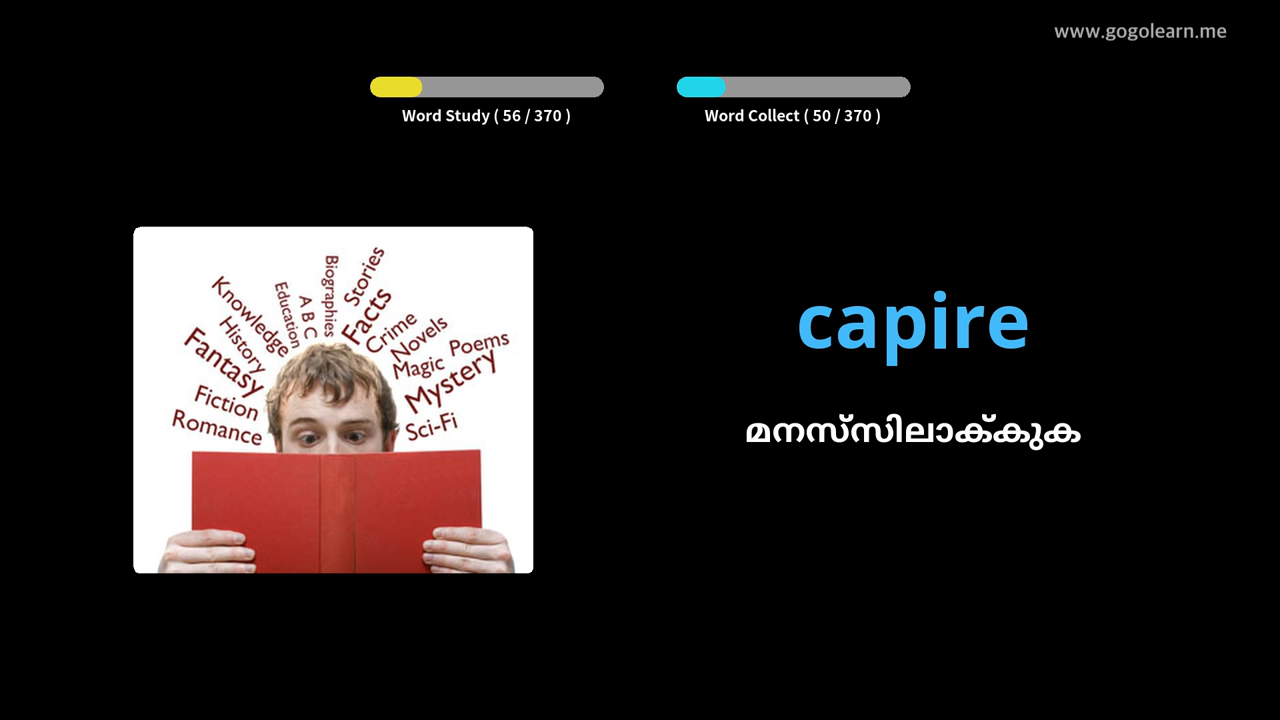 www.gogolearn.me
Word Study ( 56 / 370 )
Word Collect ( 50 / 370 )
Biographies
Stories
Knowledge
Education
A B C
Facts
Crime
History
Novels
Fantasy
Magic
Poems
Mystery
Fiction
Romance
Sci-Fi
capire
മനസ്സിലാക്കുക